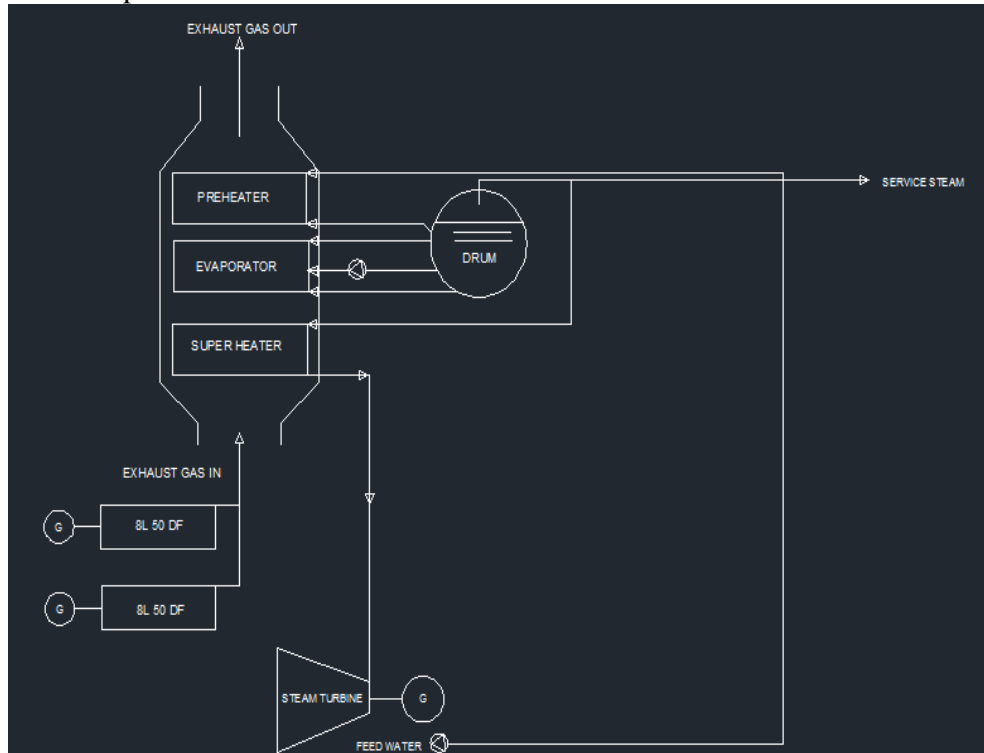 EXHAUST GAS OUT
PREHEATER
SERVICE STEAM
EVAPORATOR
DRUM
SUPER HEATER
EXHAUST GAS IN
G
8L 50 DF
G
8L 50 DF
STEAM TURBINE
G
FEED WATER